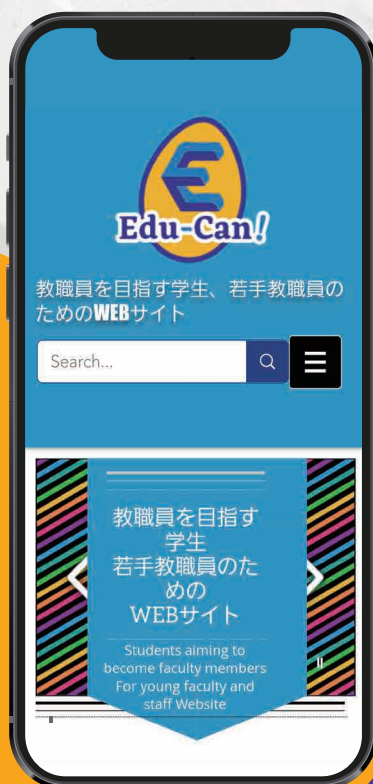 Edu-Can!
教職員を目指す学生、若手教職員の
ためのWEBサイト
Search...
教職員を目指す
学生
若手教職員のた
めの
WEBサイト
Students aiming to
become faculty members
For young faculty and
staff Website